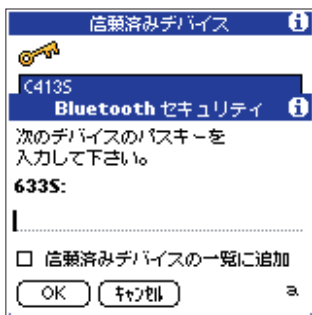 信頼済みデバイス
C413S
Bluetooth セキュリティ
次のデバイスのパスキーを
入力して下さい。
633S:
信頼済みデバイスの一覧に追加
OK キャンセル a